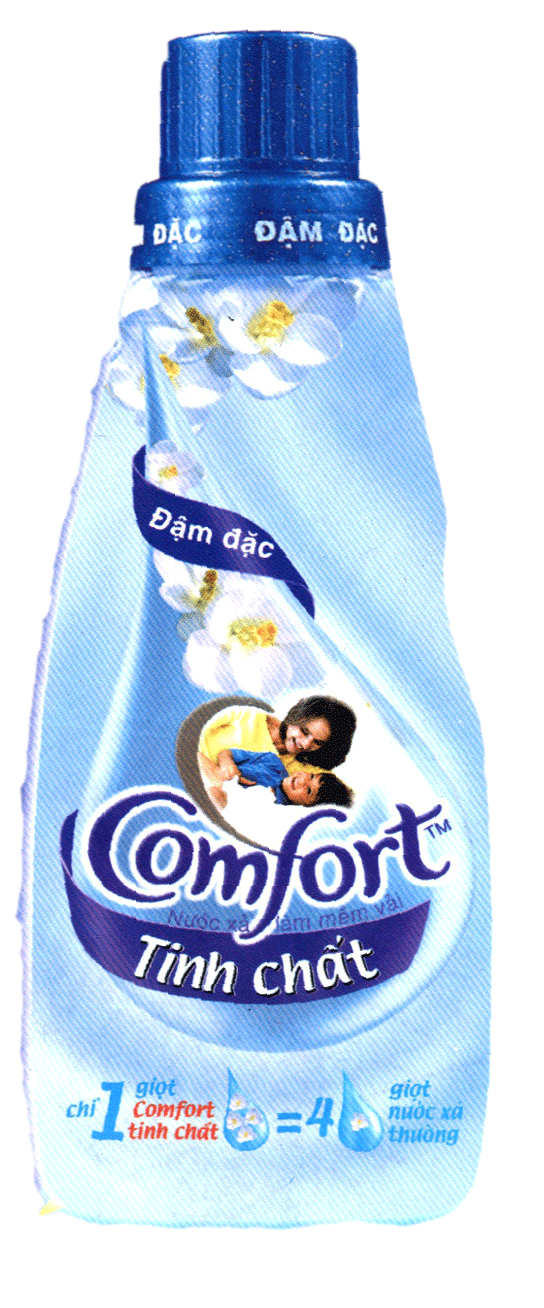 ĐẶC ĐẬM ĐẶC
Đậm đặc
Comfort™
Nước xả làm mềm vải
Tinh chất
chỉ 1 giọt Comfort tinh chất = 4 giọt nước xả thường